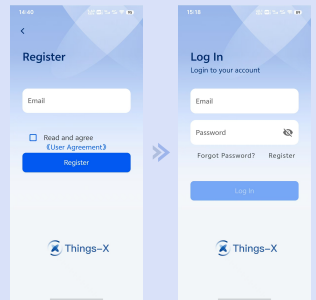 14:40
Register
Email
Read and agree
《User Agreement》
Register
Things-X
15:18
Log In
Login to your account
Email
Password
Forgot Password? Register
Log In
Things-X